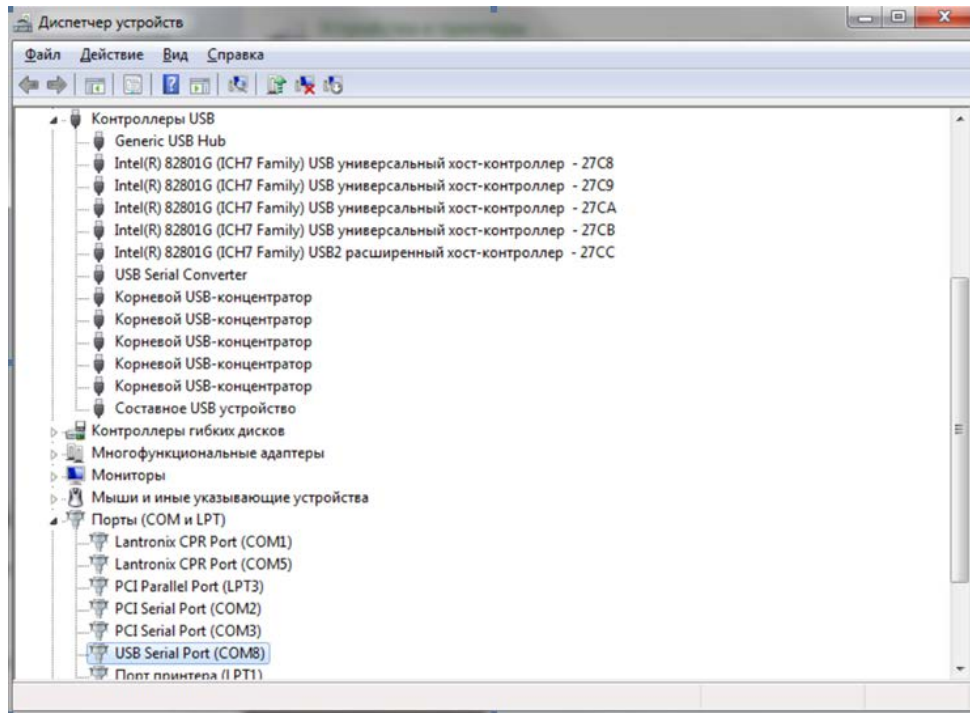 Диспетчер устройств
Файл Действие Вид Справка
Контроллеры USB
Generic USB Hub
Intel(R) 82801G (ICH7 Family) USB универсальный хост-контроллер - 27C8
Intel(R) 82801G (ICH7 Family) USB универсальный хост-контроллер - 27C9
Intel(R) 82801G (ICH7 Family) USB универсальный хост-контроллер - 27CA
Intel(R) 82801G (ICH7 Family) USB универсальный хост-контроллер - 27CB
Intel(R) 82801G (ICH7 Family) USB2 расширенный хост-контроллер - 27CC
USB Serial Converter
Корневой USB-концентратор
Корневой USB-концентратор
Корневой USB-концентратор
Корневой USB-концентратор
Корневой USB-концентратор
Составное USB устройство
Контроллеры гибких дисков
Многофункциональные адаптеры
Мониторы
Мыши и иные указывающие устройства
Порты (COM и LPT)
Lantronix CPR Port (COM1)
Lantronix CPR Port (COM5)
PCI Parallel Port (LPT3)
PCI Serial Port (COM2)
PCI Serial Port (COM3)
USB Serial Port (COM8)
Порт принтера (LPT1)